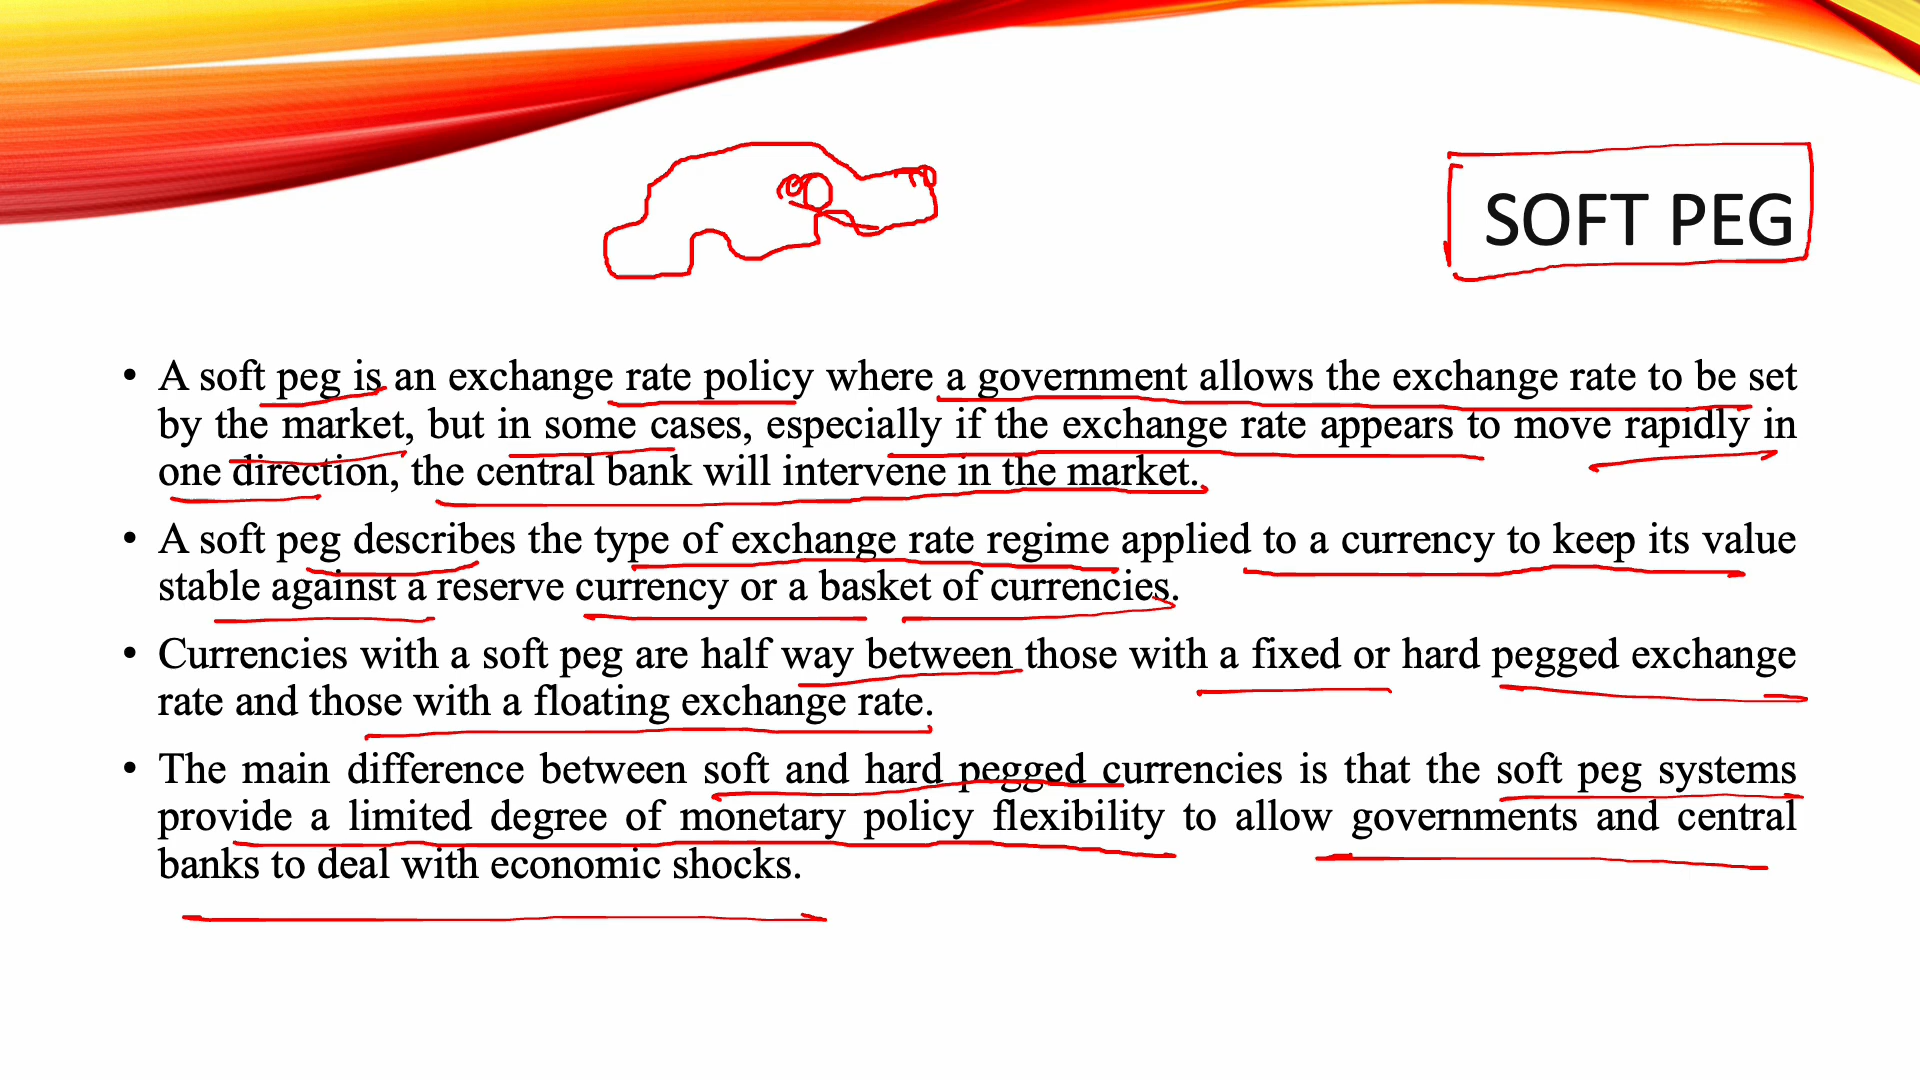 SOFT PEG
• A soft peg is an exchange rate policy where a government allows the exchange rate to be set
by the market, but in some cases, especially if the exchange rate appears to move rapidly in
one direction, the central bank will intervene in the market.
• A soft peg describes the type of exchange rate regime applied to a currency to keep its value
stable against a reserve currency or a basket of currencies.
• Currencies with a soft peg are half way between those with a fixed or hard pegged exchange
rate and those with a floating exchange rate.
• The main difference between soft and hard pegged currencies is that the soft peg systems
provide a limited degree of monetary policy flexibility to allow governments and central
banks to deal with economic shocks.